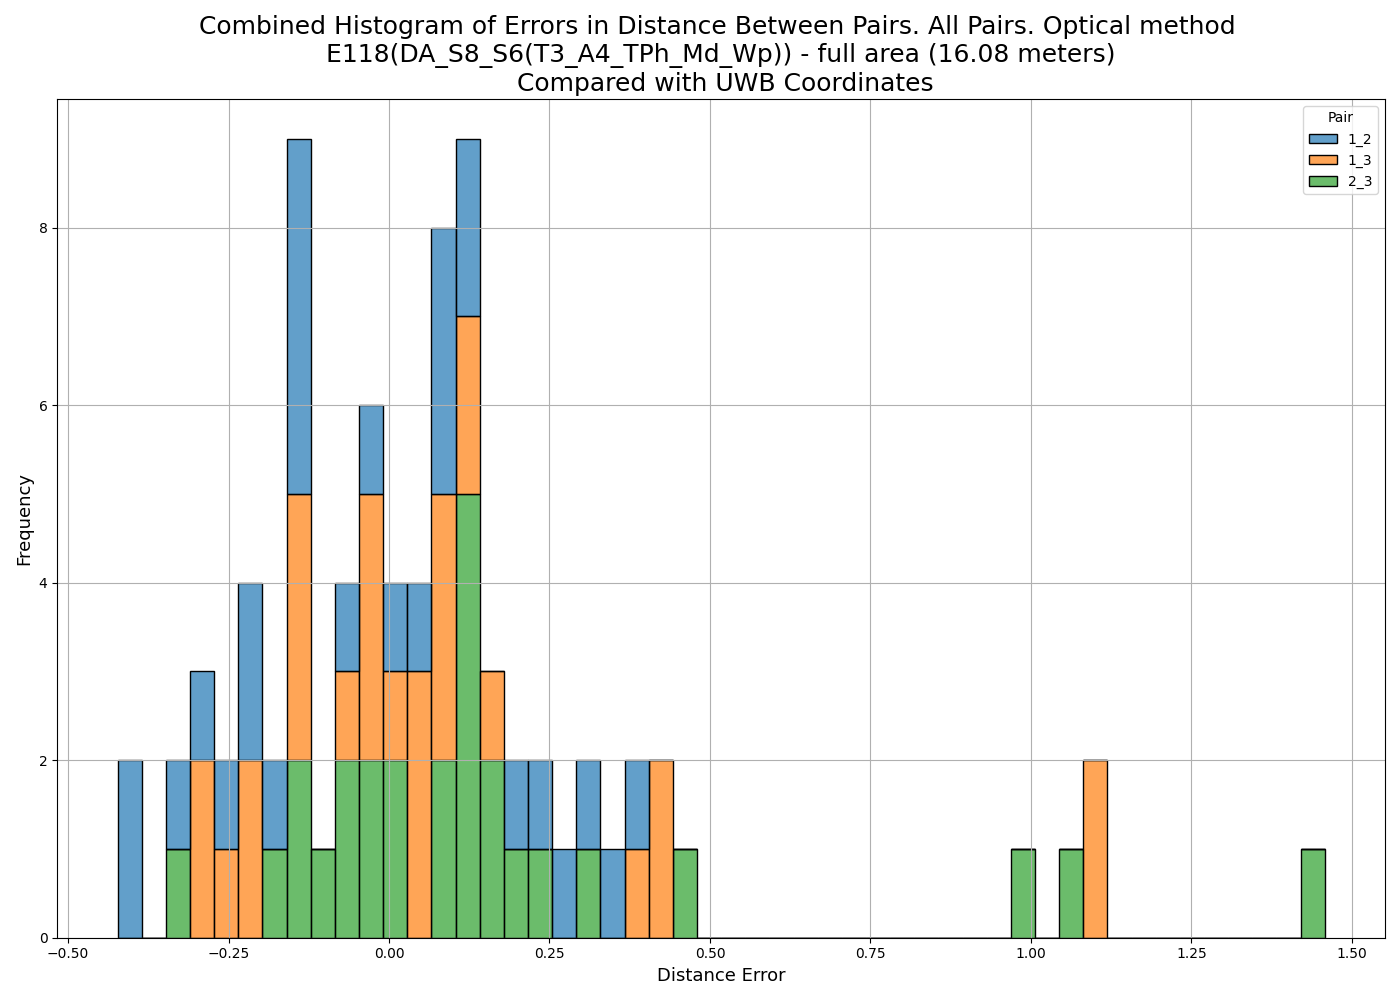 Combined Histogram of Errors in Distance Between Pairs. All Pairs. Optical method
E118(DA_S8_S6(T3_A4_TPh_Md_Wp)) - full area (16.08 meters)
Compared with UWB Coordinates
Pair
1_2
1_3
2_3
Frequency
8
6
4
2
0
−0.50
−0.25
0.00
0.25
0.50
0.75
1.00
1.25
1.50
Distance Error